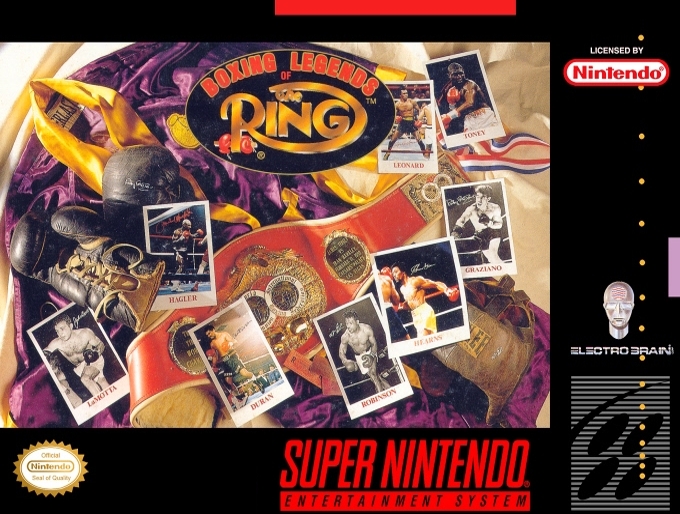 LICENSED BY
Nintendo®
BOXING LEGENDS
OF
The
RING™
®
LEONARD
TONEY
GRAZIANO
HAGLER
HEARNS
LaMOTTA
DURAN
ROBINSON
ELECTRO BRAIN
Official
Nintendo
Seal of Quality
SUPER NINTENDO®
ENTERTAINMENT SYSTEM